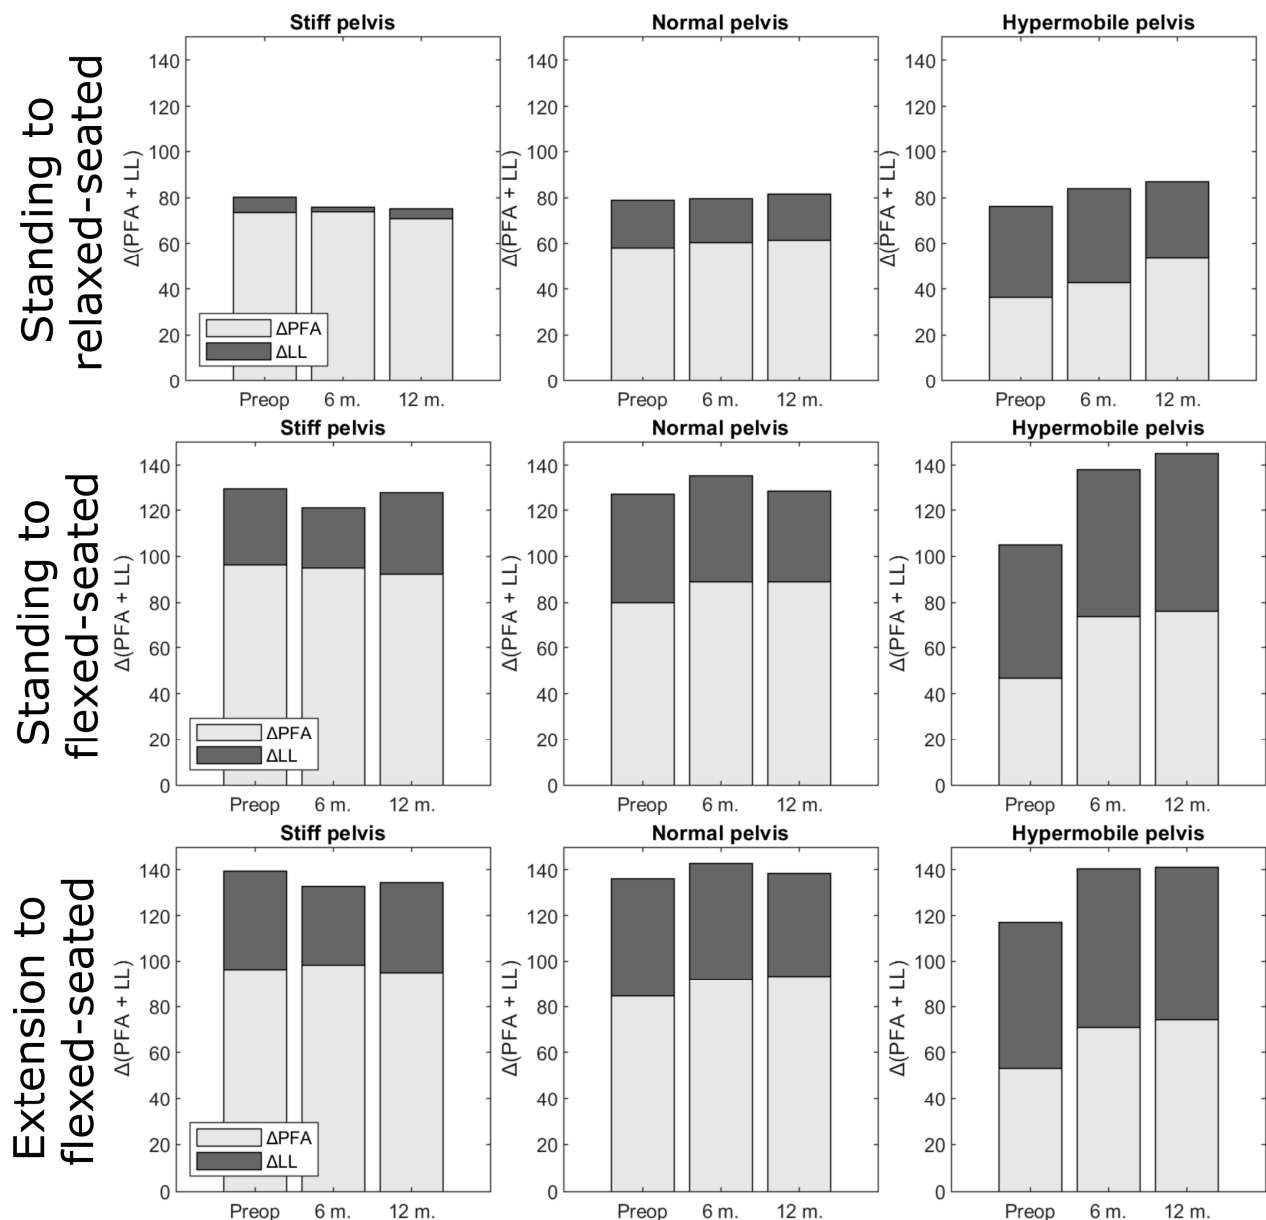 Standing to
relaxed-seated
Stiff pelvis
Δ(PFA + LL)
140
120
100
80
60
40
20
0
ΔPFA
ΔLL
Preop 6 m. 12 m.
Normal pelvis
Δ(PFA + LL)
140
120
100
80
60
40
20
0
Preop 6 m. 12 m.
Hypermobile pelvis
Δ(PFA + LL)
140
120
100
80
60
40
20
0
Preop 6 m. 12 m.
Standing to
flexed-seated
Stiff pelvis
Δ(PFA + LL)
140
120
100
80
60
40
20
0
ΔPFA
ΔLL
Preop 6 m. 12 m.
Normal pelvis
Δ(PFA + LL)
140
120
100
80
60
40
20
0
Preop 6 m. 12 m.
Hypermobile pelvis
Δ(PFA + LL)
140
120
100
80
60
40
20
0
Preop 6 m. 12 m.
Extension to
flexed-seated
Stiff pelvis
Δ(PFA + LL)
140
120
100
80
60
40
20
0
ΔPFA
ΔLL
Preop 6 m. 12 m.
Normal pelvis
Δ(PFA + LL)
140
120
100
80
60
40
20
0
Preop 6 m. 12 m.
Hypermobile pelvis
Δ(PFA + LL)
140
120
100
80
60
40
20
0
Preop 6 m. 12 m.